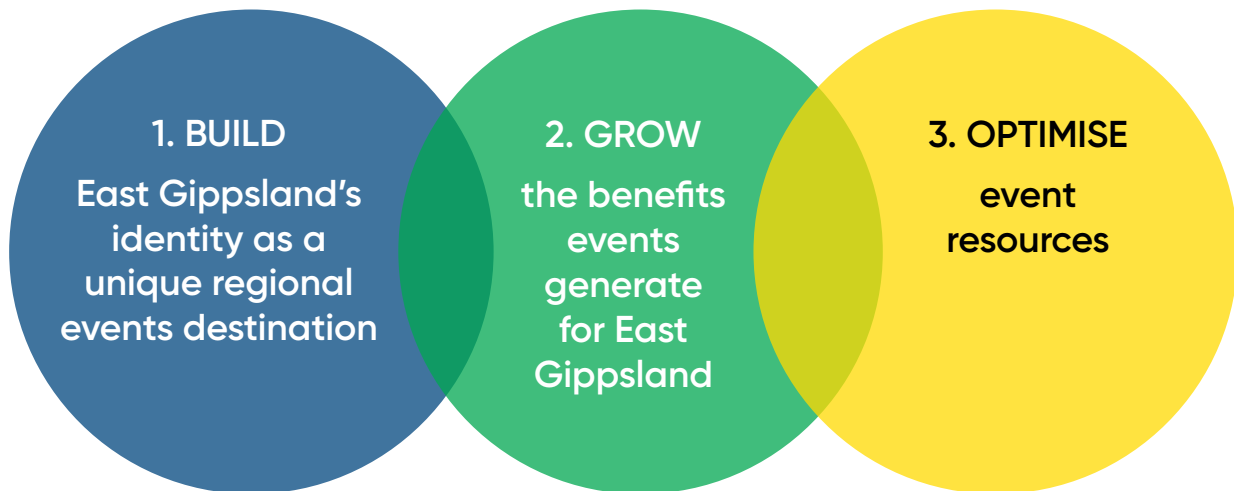 1. BUILD
East Gippsland’s
identity as a
unique regional
events destination
2. GROW
the benefits
events
generate
for East
Gippsland
3. OPTIMISE
event
resources